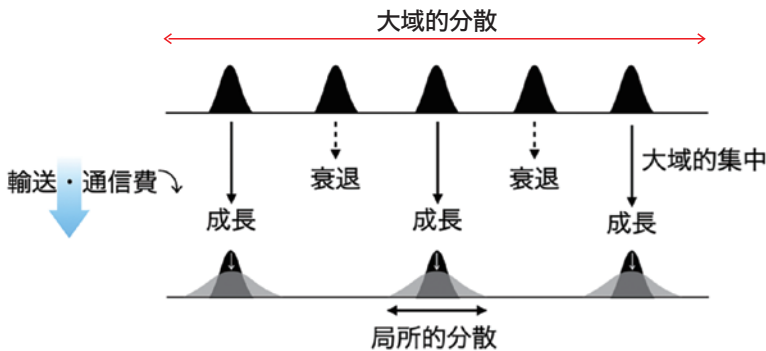 大域的分散
大域的集中
輸送・通信費
衰退
衰退
成長
成長
成長
局所的分散